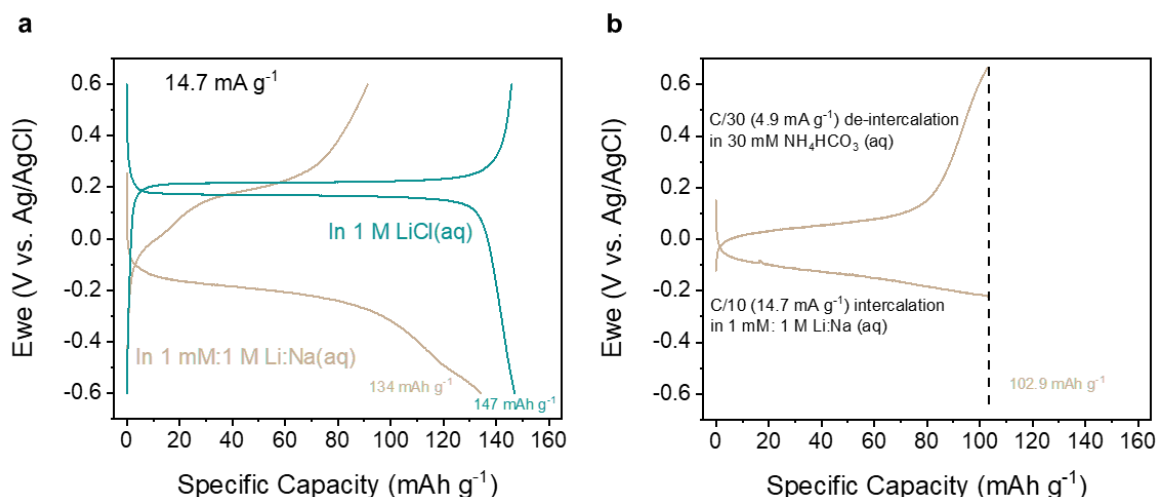 a
14.7 mA g⁻¹
In 1 M LiCl(aq)
In 1 mM:1 M Li:Na(aq)
134 mAh g⁻¹
147 mAh g⁻¹
0.6
0.4
0.2
0.0
-0.2
-0.4
-0.6
Ewe (V vs. Ag/AgCl)
0 20 40 60 80 100 120 140 160
Specific Capacity (mAh g⁻¹)
b
C/30 (4.9 mA g⁻¹) de-intercalation
in 30 mM NH₄HCO₃ (aq)
C/10 (14.7 mA g⁻¹) intercalation
in 1 mM: 1 M Li:Na (aq)
102.9 mAh g⁻¹
0.6
0.4
0.2
0.0
-0.2
-0.4
-0.6
Ewe (V vs. Ag/AgCl)
0 20 40 60 80 100 120 140 160
Specific Capacity (mAh g⁻¹)